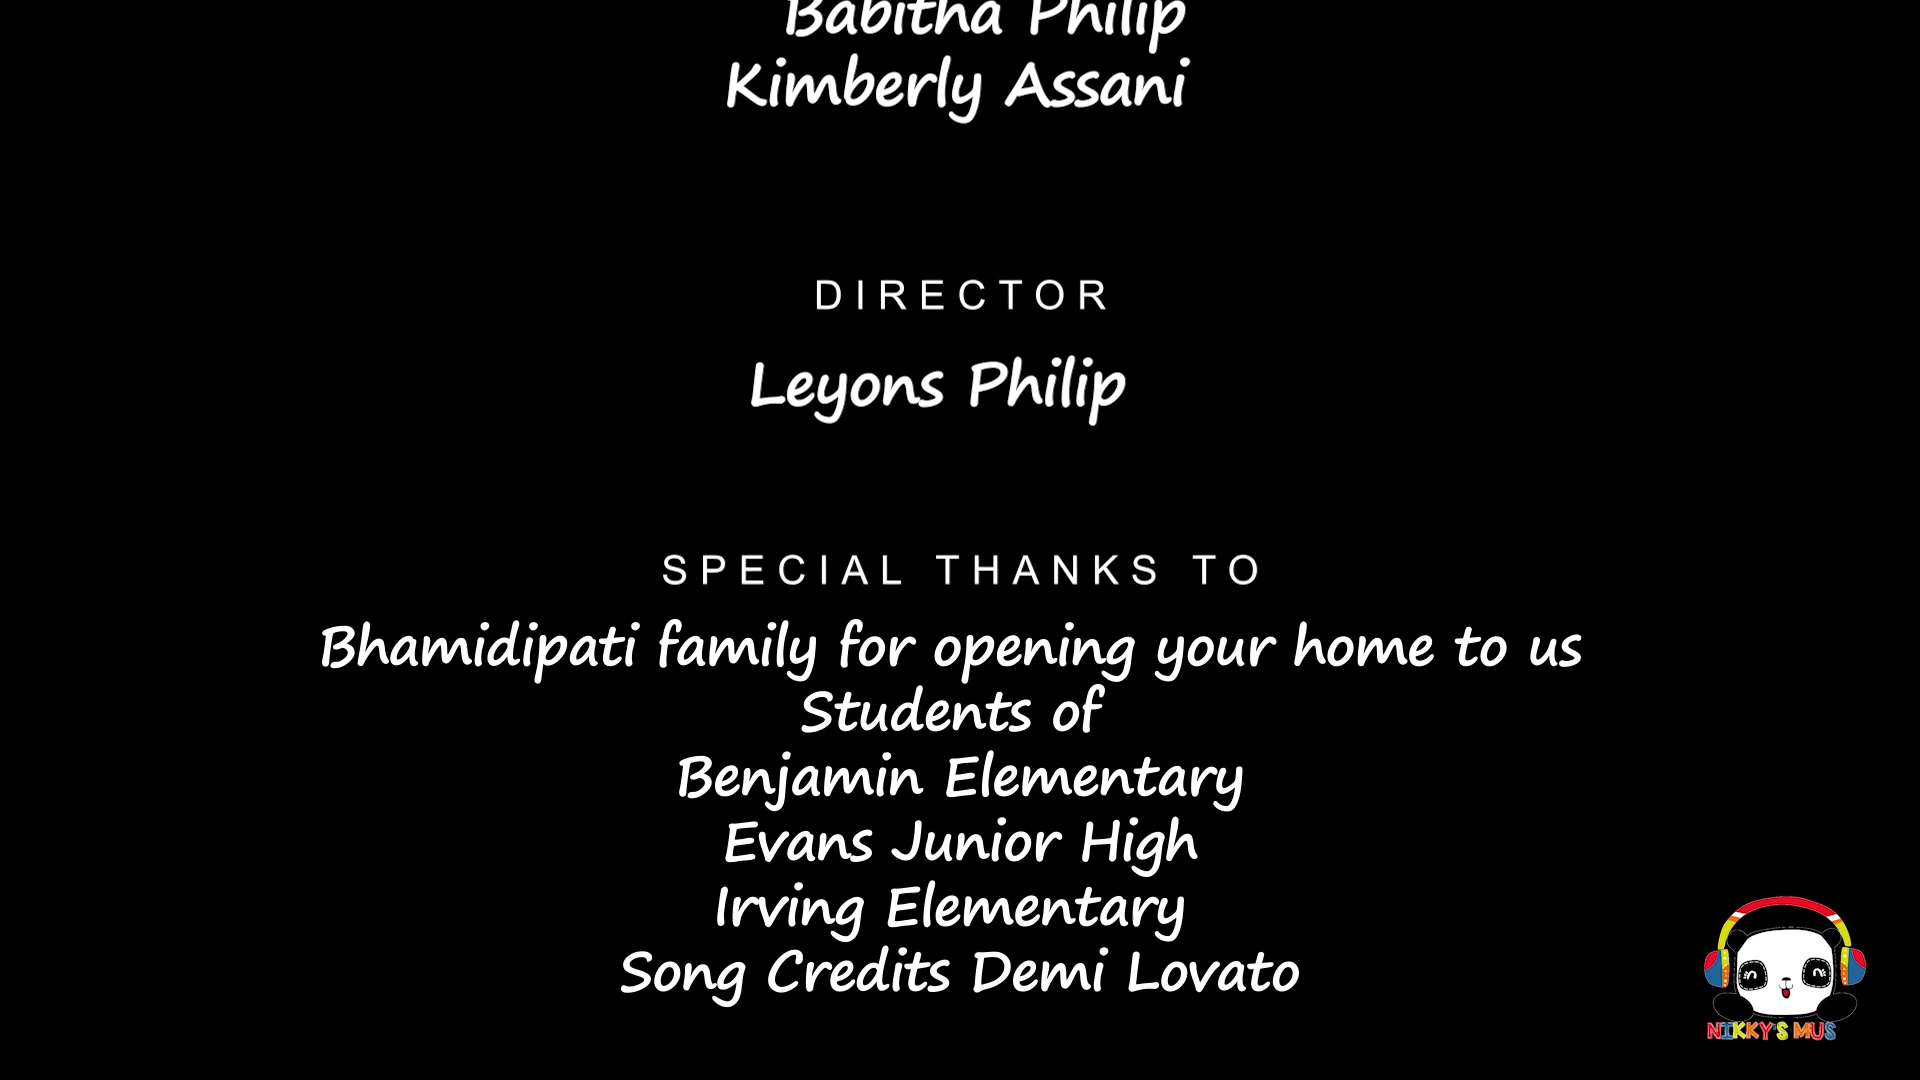 Babitha Philip
Kimberly Assani
DIRECTOR
Leyons Philip
SPECIAL THANKS TO
Bhamidipati family for opening your home to us
Students of
Benjamin Elementary
Evans Junior High
Irving Elementary
Song Credits Demi Lovato
NIKKY'S MUS